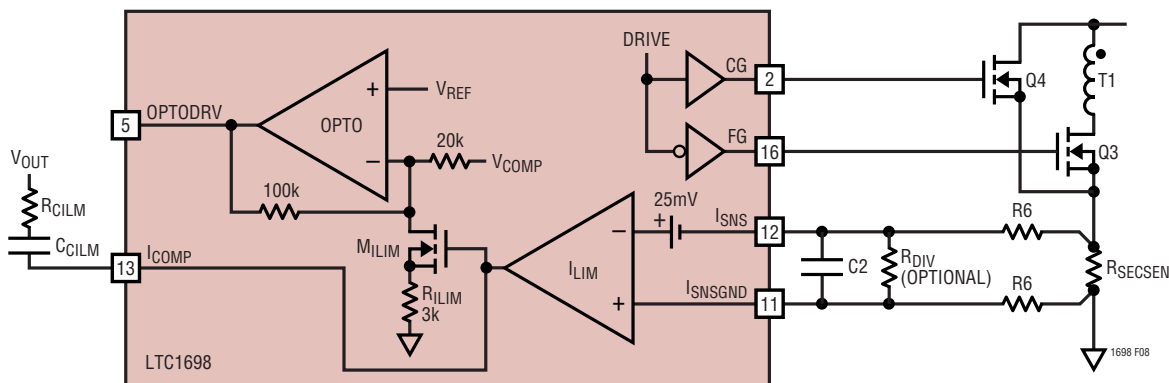 DRIVE
CG
2
Q4
T1
V_REF
OPTODRV
5
OPTO
+
−
20k
V_COMP
FG
16
Q3
V_OUT
R_CILM
C_CILM
100k
25mV
+
I_SNS
12
R6
M_ILIM
−
I_LIM
+
C2
R_DIV
(OPTIONAL)
R_SECSEN
I_COMP
13
R_ILIM
3k
I_SNSGND
11
R6
LTC1698
1698 F08